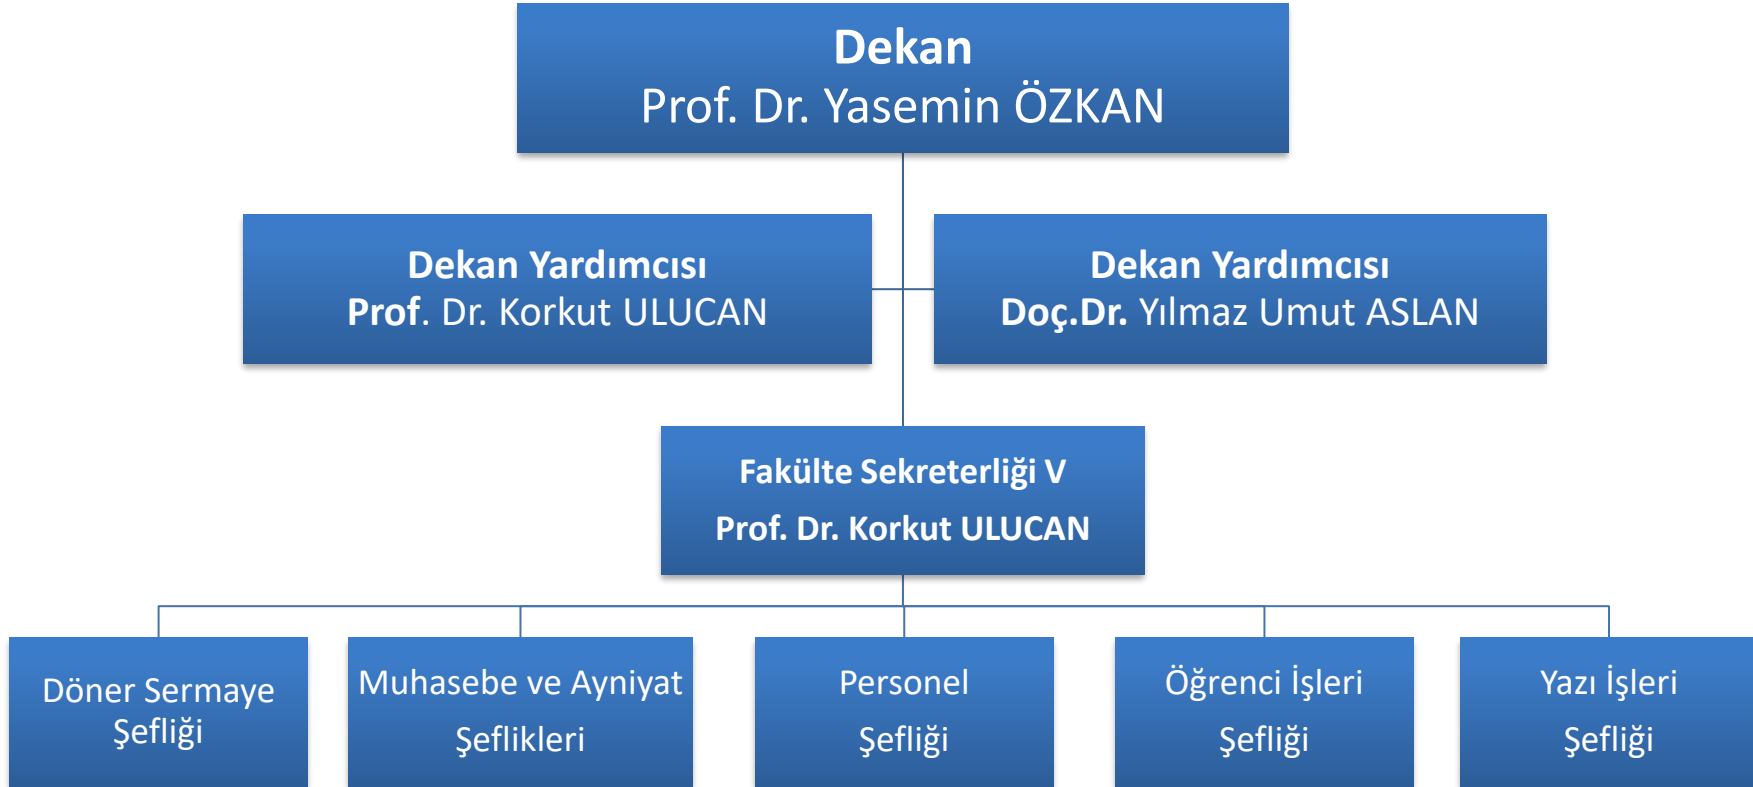 Dekan
Prof. Dr. Yasemin ÖZKAN
Dekan Yardımcısı
Prof. Dr. Korkut ULUCAN
Dekan Yardımcısı
Doç.Dr. Yılmaz Umut ASLAN
Fakülte Sekreterliği V
Prof. Dr. Korkut ULUCAN
Döner Sermaye
Şefliği
Muhasebe ve Ayniyat
Şeflikleri
Personel
Şefliği
Öğrenci İşleri
Şefliği
Yazı İşleri
Şefliği